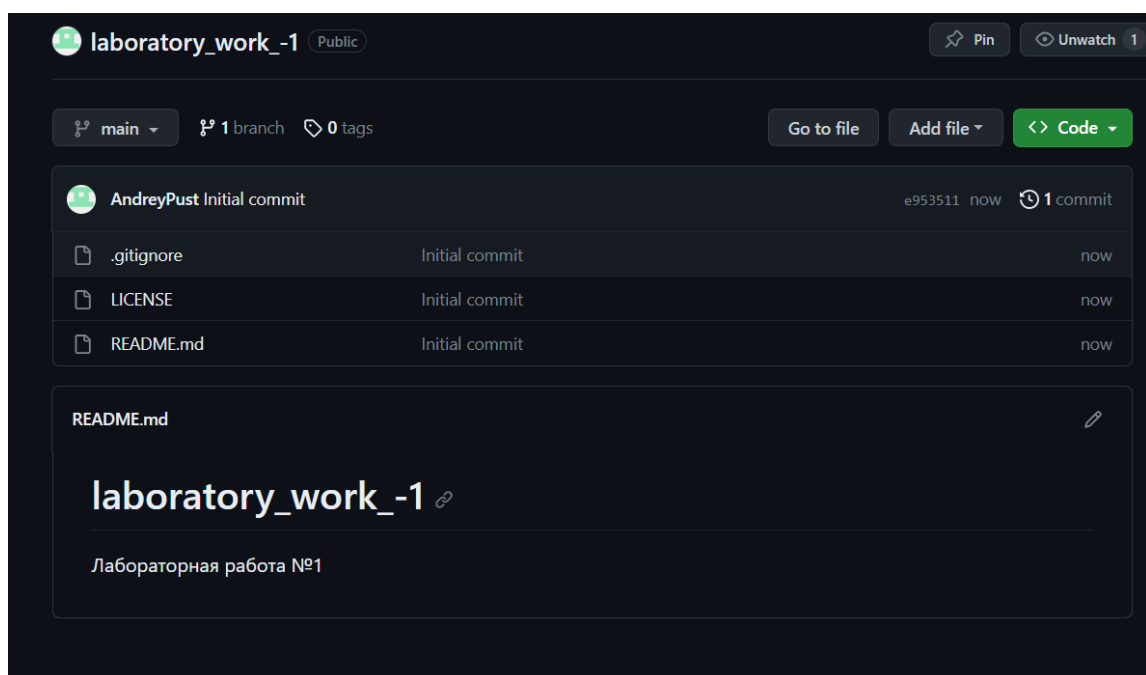 laboratory_work_-1 Public Pin Unwatch 1
main 1 branch 0 tags Go to file Add file Code
AndreyPust Initial commit e953511 now 1 commit
.gitignore Initial commit now
LICENSE Initial commit now
README.md Initial commit now
README.md
laboratory_work_-1
Лабораторная работа №1